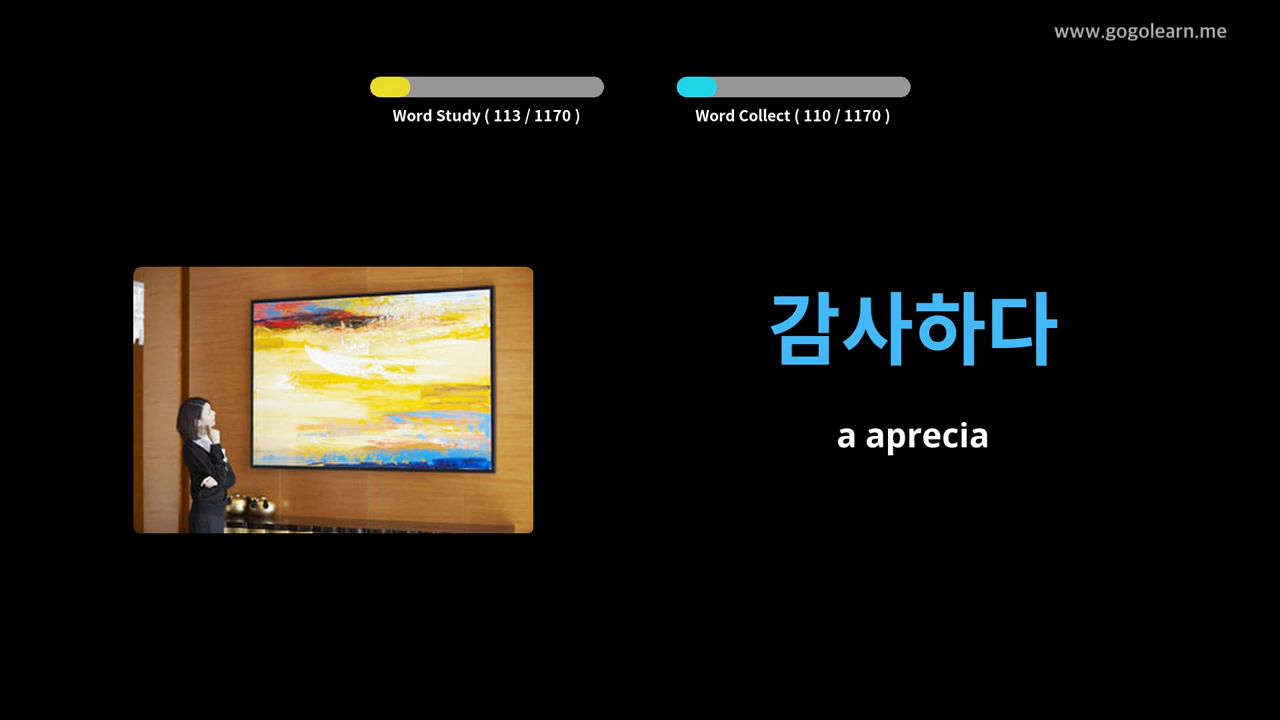 www.gogolearn.me
Word Study ( 113 / 1170 )
Word Collect ( 110 / 1170 )
감사하다
a aprecia